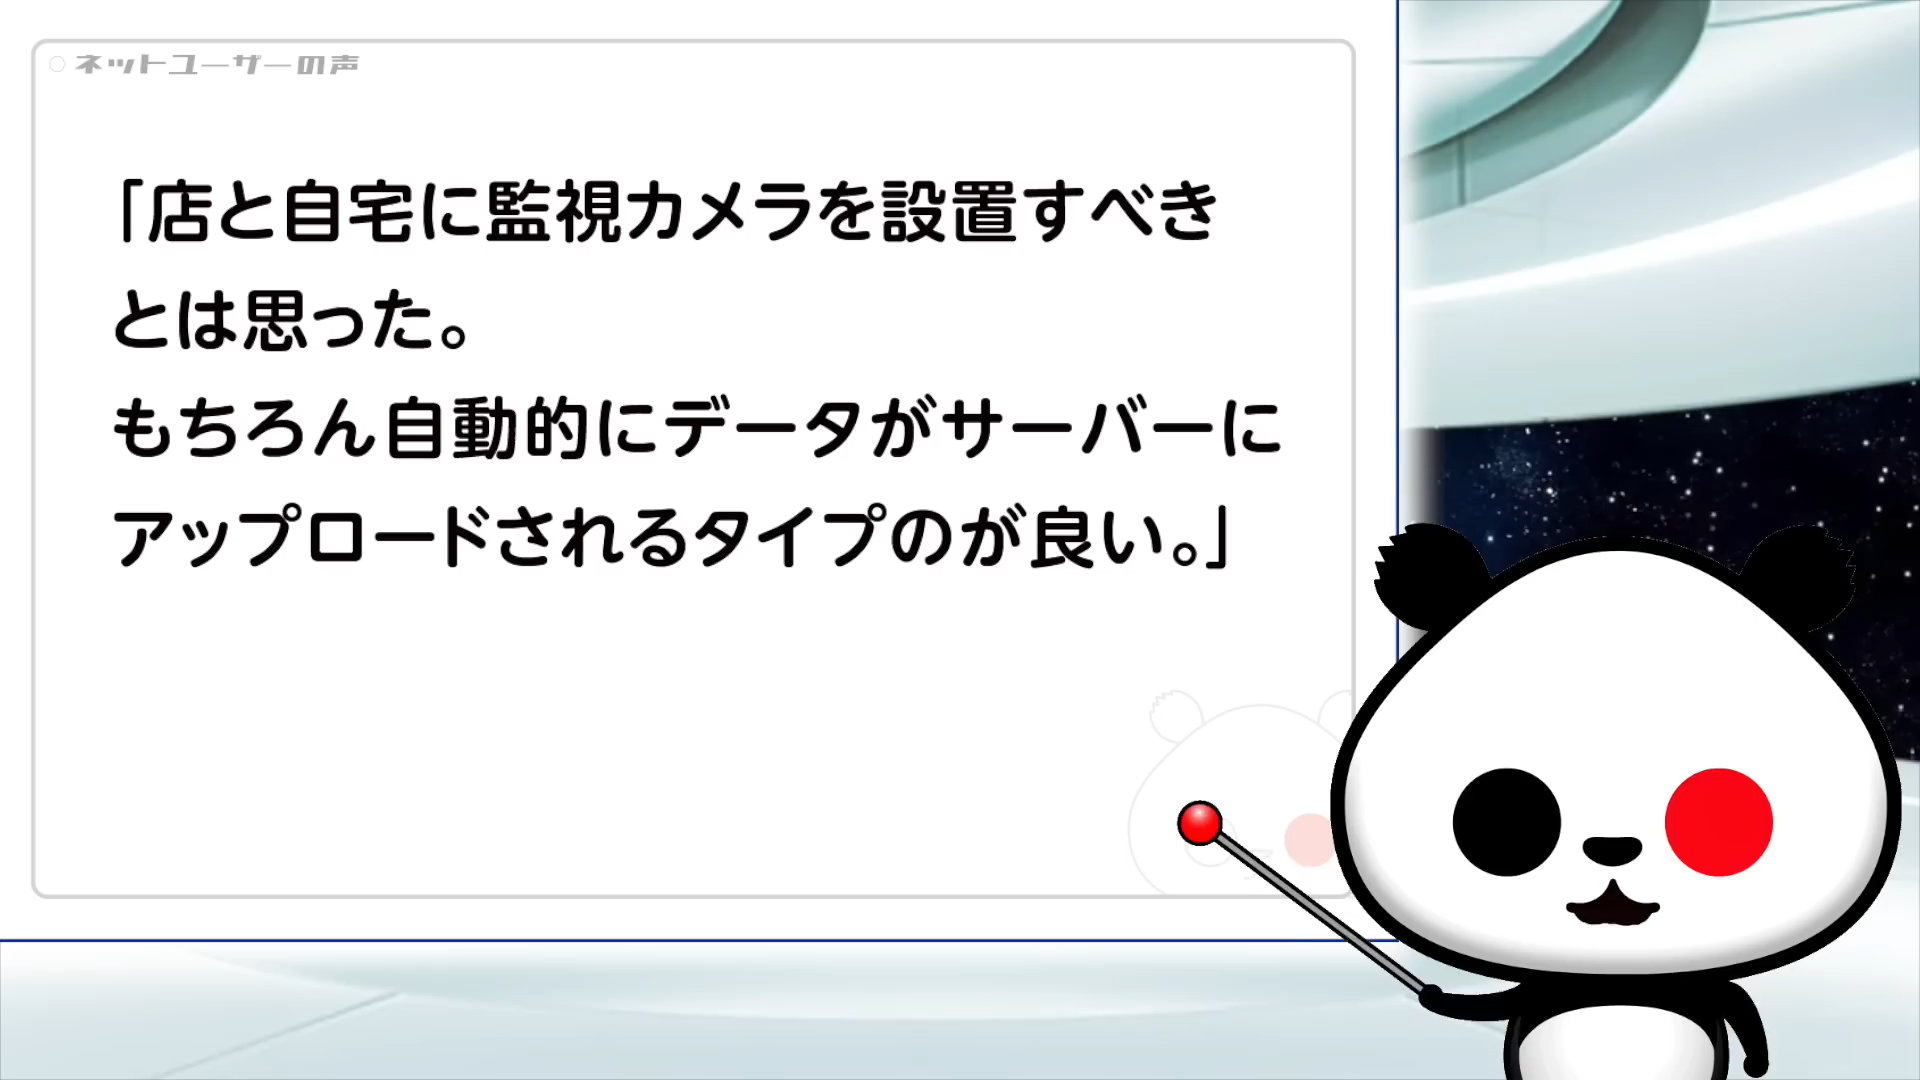 ネットユーザーの声
「店と自宅に監視カメラを設置すべき
とは思った。
もちろん自動的にデータがサーバーに
アップロードされるタイプのが良い。」